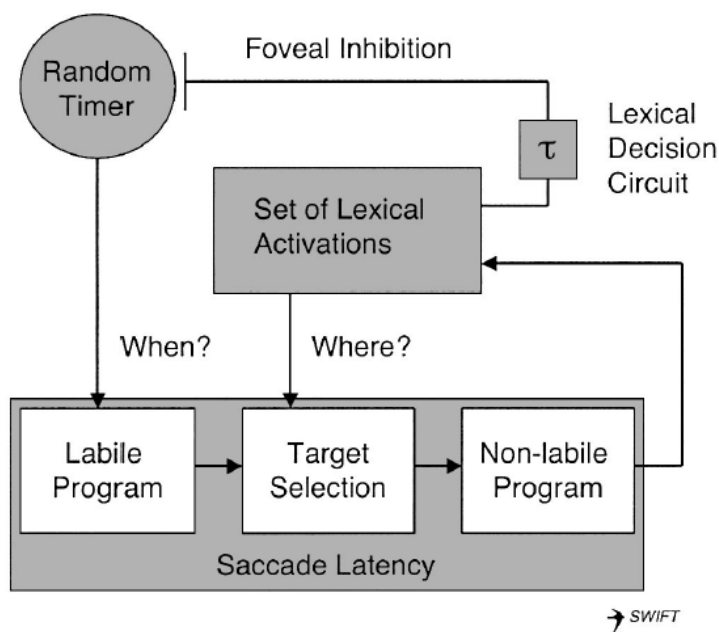 Foveal Inhibition
Random
Timer
τ
Lexical
Decision
Circuit
Set of Lexical
Activations
When?
Where?
Labile
Program
Target
Selection
Non-labile
Program
Saccade Latency
SWIFT